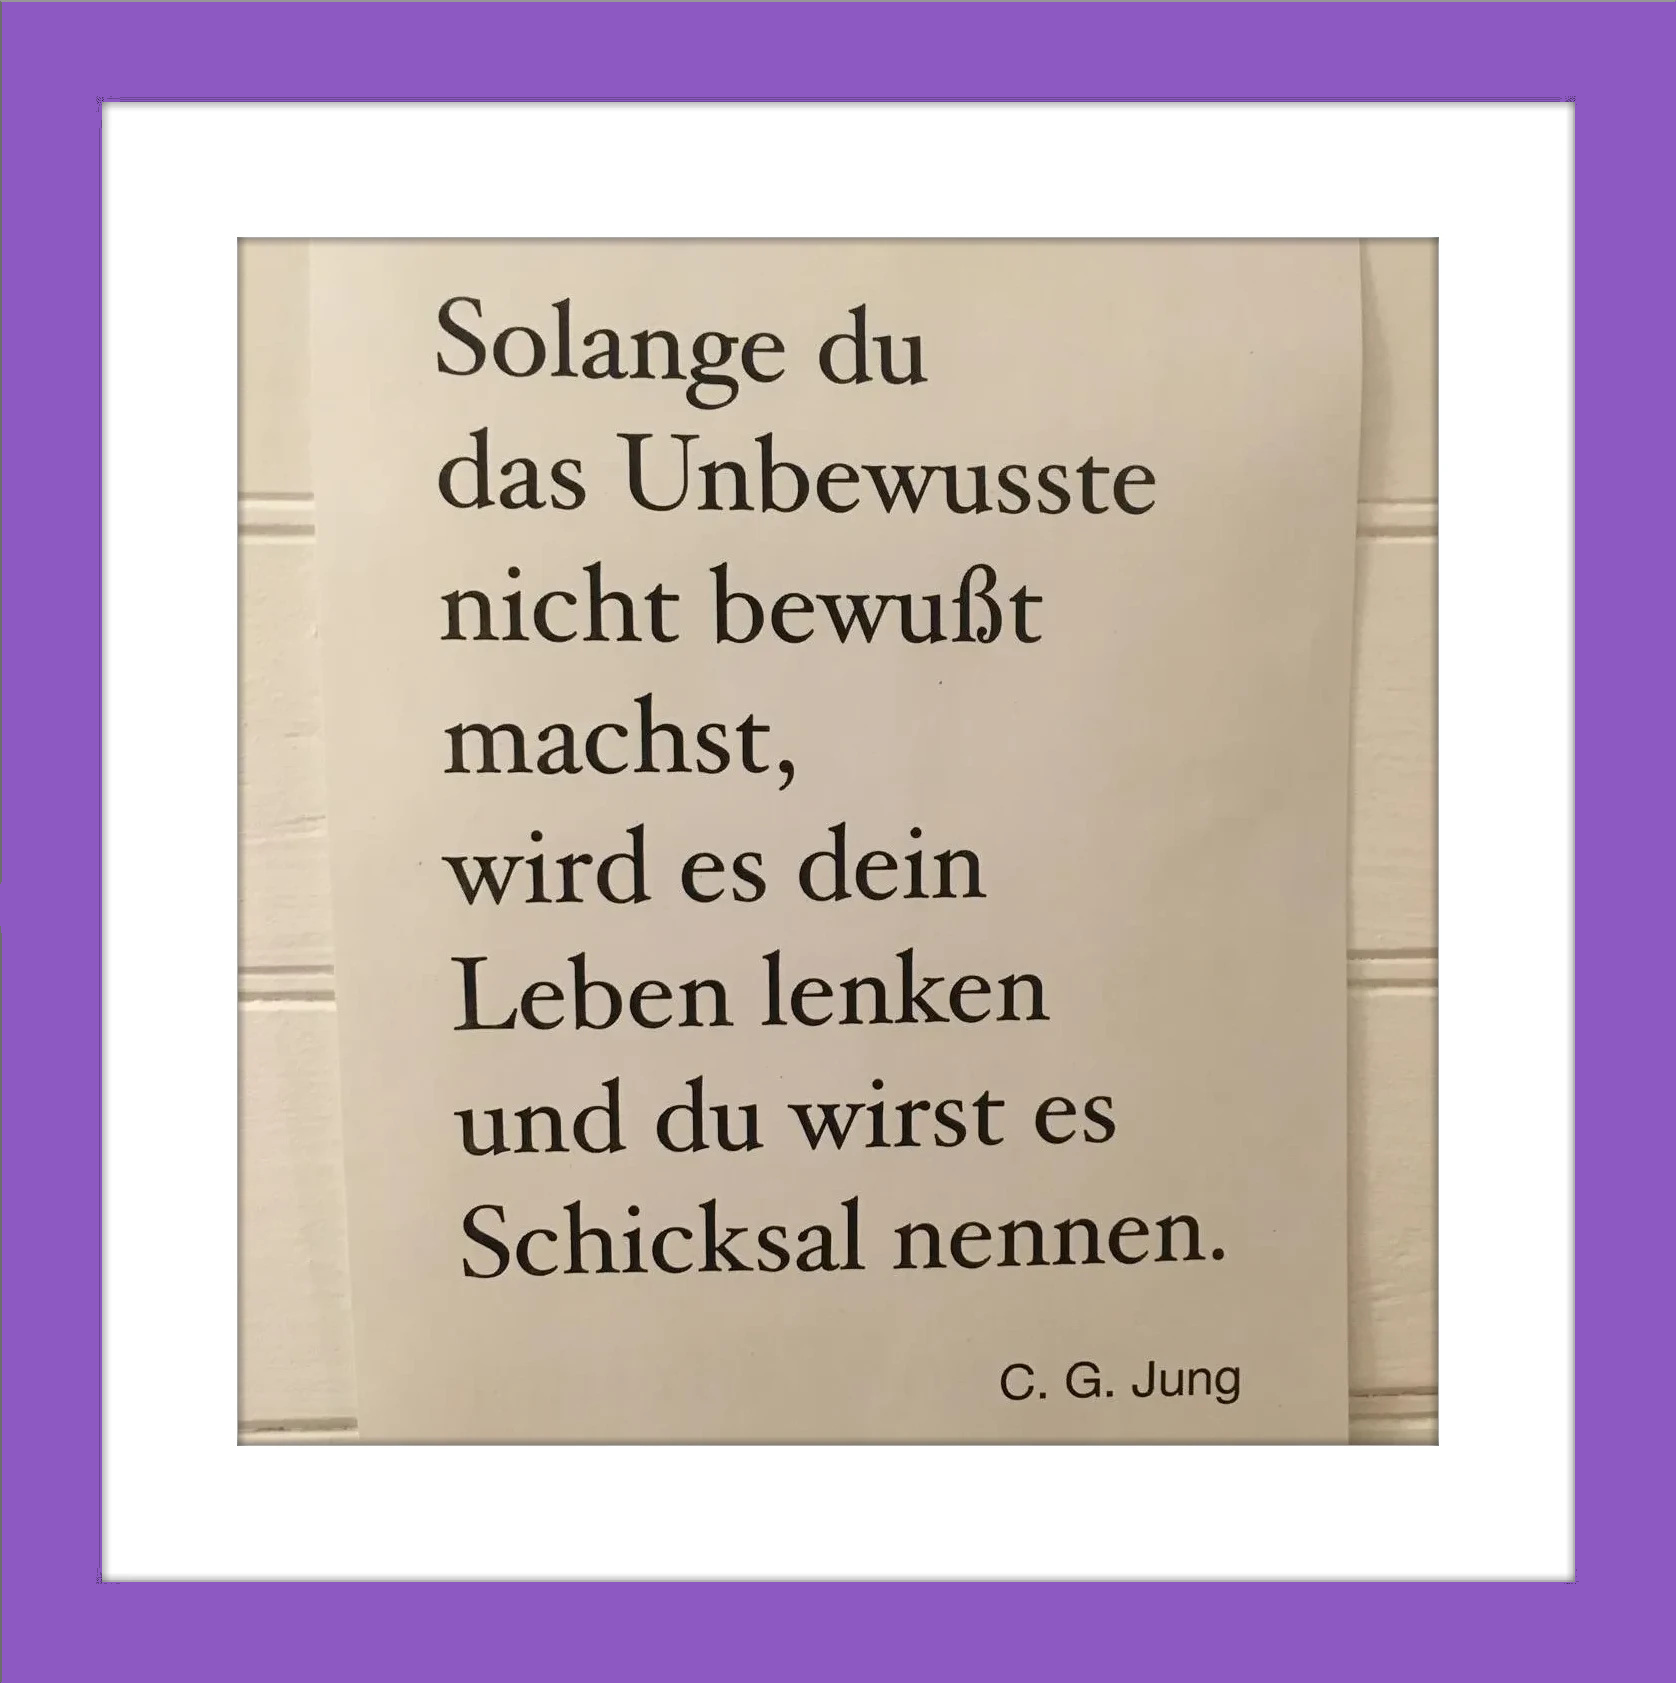 Solange du
das Unbewusste
nicht bewußt
machst,
wird es dein
Leben lenken
und du wirst es
Schicksal nennen.
C. G. Jung